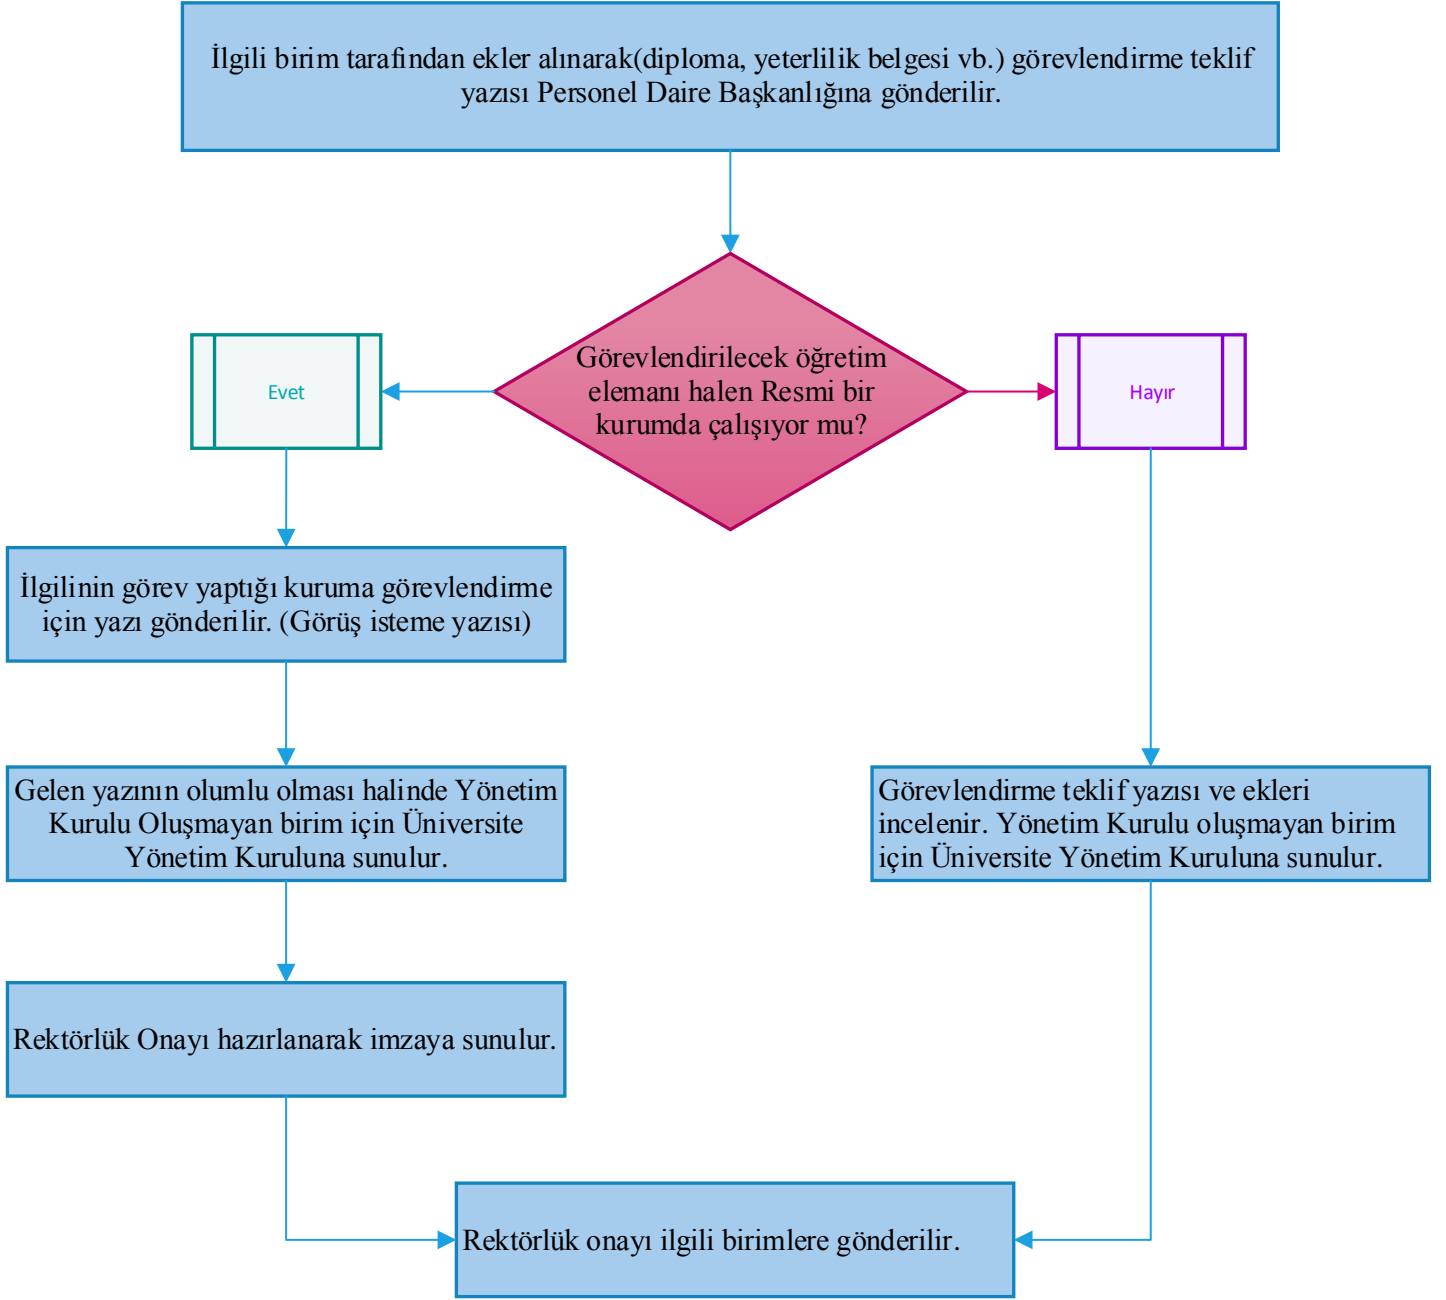 İlgili birim tarafından ekler alınarak(diploma, yeterlilik belgesi vb.) görevlendirme teklif
yazısı Personel Daire Başkanlığına gönderilir.
Görevlendirilecek öğretim
elemanı halen Resmi bir
kurumda çalışıyor mu?
Evet
Hayır
İlgilinin görev yaptığı kuruma görevlendirme
için yazı gönderilir. (Görüş isteme yazısı)
Gelen yazının olumlu olması halinde Yönetim
Kurulu Oluşmayan birim için Üniversite
Yönetim Kuruluna sunulur.
Görevlendirme teklif yazısı ve ekleri
incelenir. Yönetim Kurulu oluşmayan birim
için Üniversite Yönetim Kuruluna sunulur.
Rektörlük Onayı hazırlanarak imzaya sunulur.
Rektörlük onayı ilgili birimlere gönderilir.